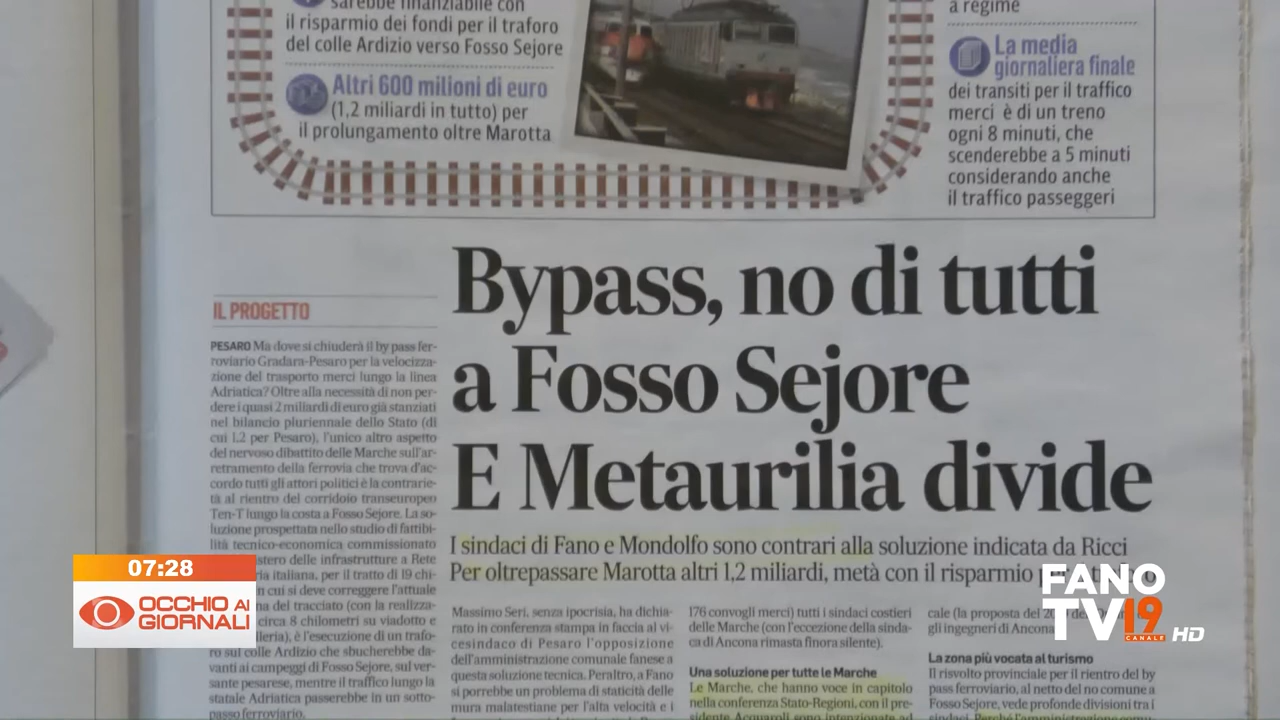 sarebbe finanziabile con
il risparmio dei fondi per il traforo
del colle Ardizio verso Fosso Sejore
Altri 600 milioni di euro
(1,2 miliardi in tutto) per
il prolungamento oltre Marotta
a regime
La media
giornaliera finale
dei transiti per il traffico
merci è di un treno
ogni 8 minuti, che
scenderebbe a 5 minuti
considerando anche
il traffico passeggeri
Bypass, no di tutti
a Fosso Sejore
E Metaurilia divide
I sindaci di Fano e Mondolfo sono contrari alla soluzione indicata da Ricci
Per oltrepassare Marotta altri 1,2 miliardi, metà con il risparmio
IL PROGETTO
PESARO Ma dove si chiuderà il by pass fer-
roviario Gradara-Pesaro per la velocizza-
zione del trasporto merci lungo la linea
Adriatica? Oltre alla necessità di non per-
dere i quasi 2 miliardi di euro già stanziati
nel bilancio pluriennale dello Stato (di
cui 1,2 per Pesaro), l'unico altro aspetto
del nervoso dibattito delle Marche sull'ar-
retramento della ferrovia che trova d'ac-
cordo tutti gli attori politici è la contrarie-
tà al rientro del corridoio transeuropeo
Ten-T lungo la costa a Fosso Sejore. La so-
luzione prospettata nello studio di fattibi-
lità tecnico-economica commissionato
stero delle infrastrutture a Rete
ria italiana, per il tratto di 19 chi-
n cui si deve correggere l'attuale
na del tracciato (con la realizza-
circa 8 chilometri su viadotto e
lleria), è l'esecuzione di un trafo-
ro sul colle Ardizio che sbucherebbe da-
vanti ai campeggi di Fosso Sejore, sul ver-
sante pesarese, mentre il traffico lungo la
statale Adriatica passerebbe in un sotto-
passo ferroviario.
Massimo Seri, senza ipocrisia, ha dichia-
rato in conferenza stampa in faccia al vi-
cesindaco di Pesaro l'opposizione
dell'amministrazione comunale fanese a
questa soluzione tecnica. Peraltro, a Fano
si porrebbe un problema di staticità delle
mura malatestiane per l'alta velocità e i
176 convogli merci) tutti i sindaci costieri
delle Marche (con l'eccezione della sinda-
ca di Ancona rimasta finora silente).
Una soluzione per tutte le Marche
Le Marche, che hanno voce in capitolo
nella conferenza Stato-Regioni, con il pre-
sidente Acquaroli sono intenzionate ad
cale (la proposta del
gli ingegneri di Ancona
La zona più vocata al turismo
Il risvolto provinciale per il rientro del by
pass ferroviario, al netto del no comune a
Fosso Sejore, vede profonde divisioni tra i
sindaci. Perché l'amministrazione
07:28
OCCHIO AI
GIORNALI
FANO
TV19
CANALE
HD